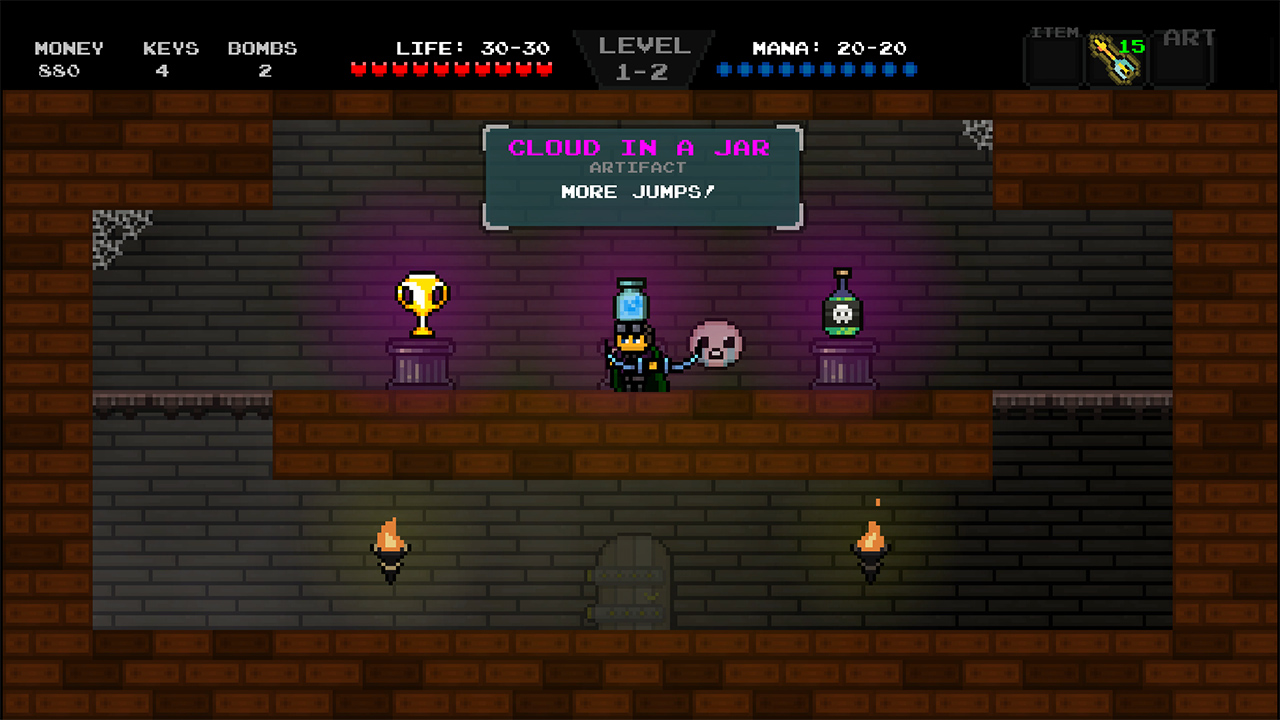 MONEY
880
KEYS
4
BOMBS
2
LIFE: 30-30
LEVEL
1-2
MANA: 20-20
ITEM
15
ART
CLOUD IN A JAR
ARTIFACT
MORE JUMPS!